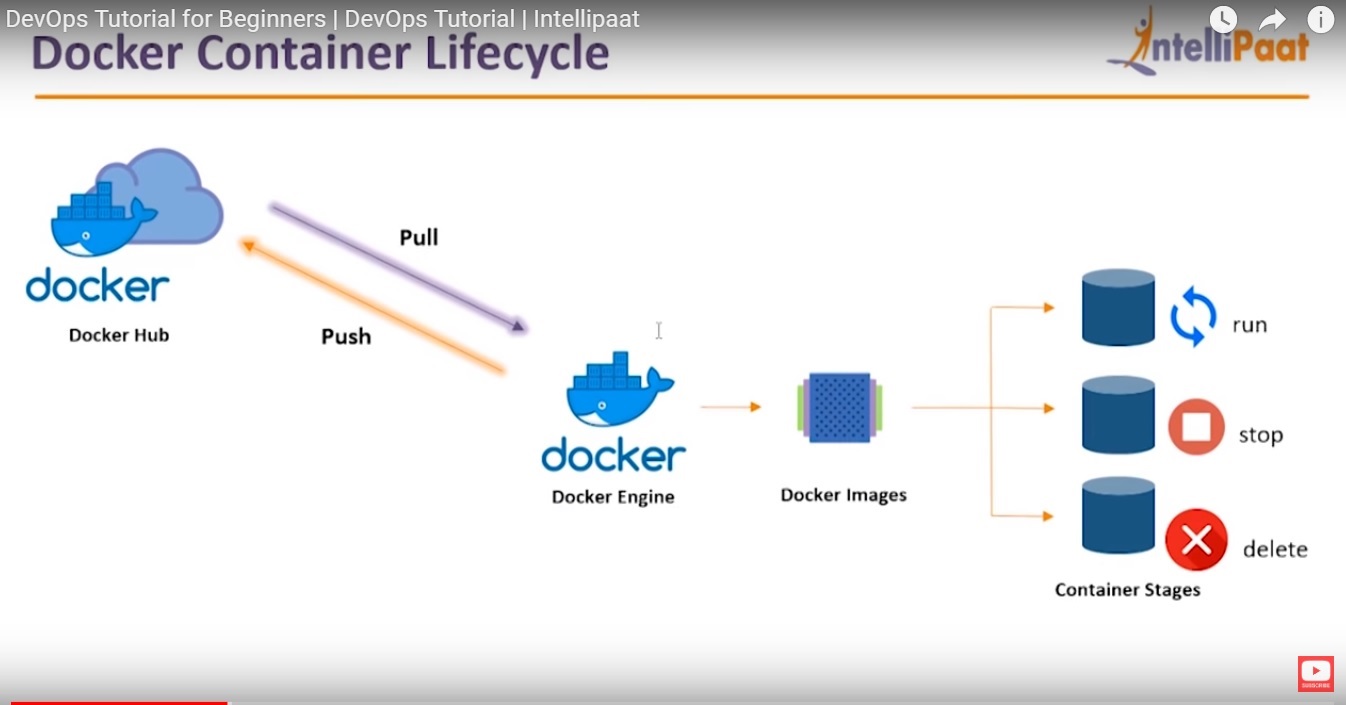 DevOps Tutorial for Beginners | DevOps Tutorial | Intellipaat
Docker Container Lifecycle
IntelliPaat
docker
Docker Hub
Pull
Push
docker
Docker Engine
Docker Images
run
stop
delete
Container Stages
SUBSCRIBE